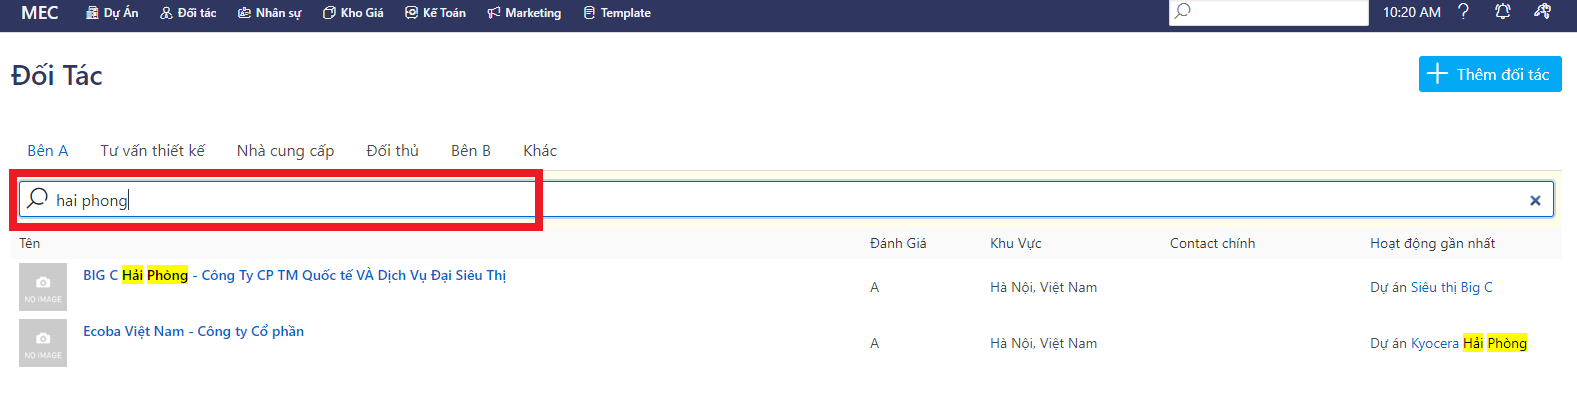 MEC Dự Án Đối tác Nhân sự Kho Giá Kế Toán Marketing Template 10:20 AM
Đối Tác
Thêm đối tác
Bên A Tư vấn thiết kế Nhà cung cấp Đối thủ Bên B Khác
hai phong
Tên Đánh Giá Khu Vực Contact chính Hoạt động gần nhất
BIG C Hải Phòng - Công Ty CP TM Quốc tế VÀ Dịch Vụ Đại Siêu Thị
NO IMAGE A Hà Nội, Việt Nam Dự án Siêu thị Big C
Ecoba Việt Nam - Công ty Cổ phần
NO IMAGE A Hà Nội, Việt Nam Dự án Kyocera Hải Phòng